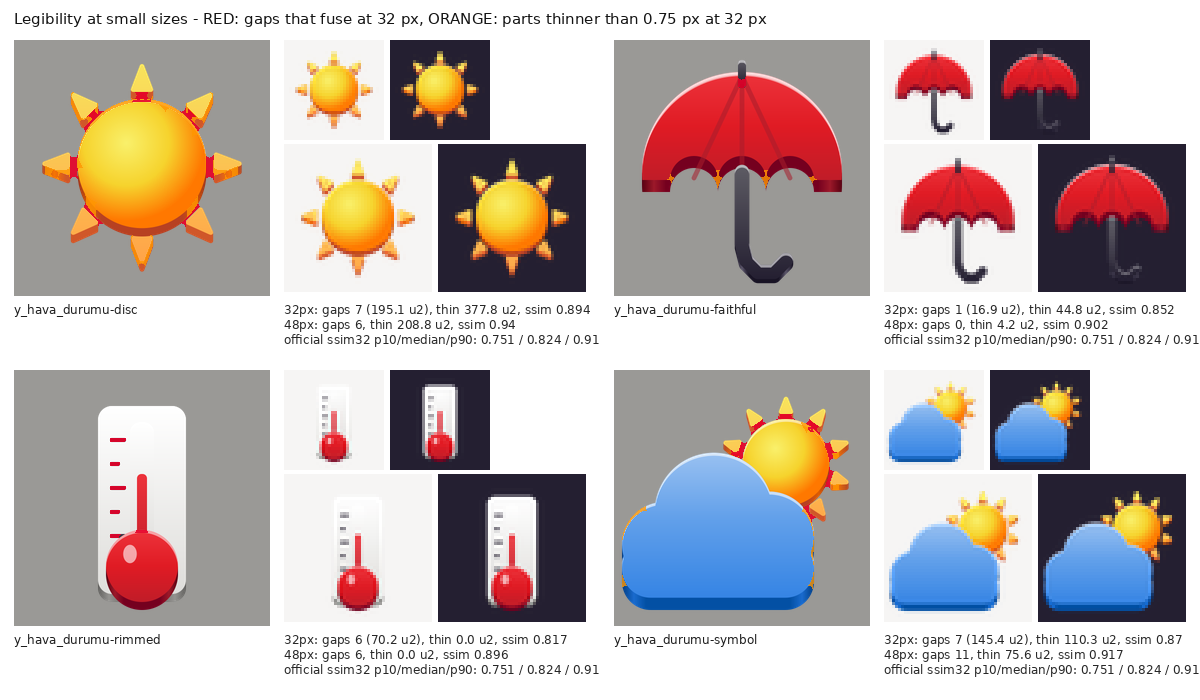 Legibility at small sizes - RED: gaps that fuse at 32 px, ORANGE: parts thinner than 0.75 px at 32 px
y_hava_durumu-disc
32px: gaps 7 (195.1 u2), thin 377.8 u2, ssim 0.894
48px: gaps 6, thin 208.8 u2, ssim 0.94
official ssim32 p10/median/p90: 0.751 / 0.824 / 0.91
y_hava_durumu-faithful
32px: gaps 1 (16.9 u2), thin 44.8 u2, ssim 0.852
48px: gaps 0, thin 4.2 u2, ssim 0.902
official ssim32 p10/median/p90: 0.751 / 0.824 / 0.91
y_hava_durumu-rimmed
32px: gaps 6 (70.2 u2), thin 0.0 u2, ssim 0.817
48px: gaps 6, thin 0.0 u2, ssim 0.896
official ssim32 p10/median/p90: 0.751 / 0.824 / 0.91
y_hava_durumu-symbol
32px: gaps 7 (145.4 u2), thin 110.3 u2, ssim 0.87
48px: gaps 11, thin 75.6 u2, ssim 0.917
official ssim32 p10/median/p90: 0.751 / 0.824 / 0.91